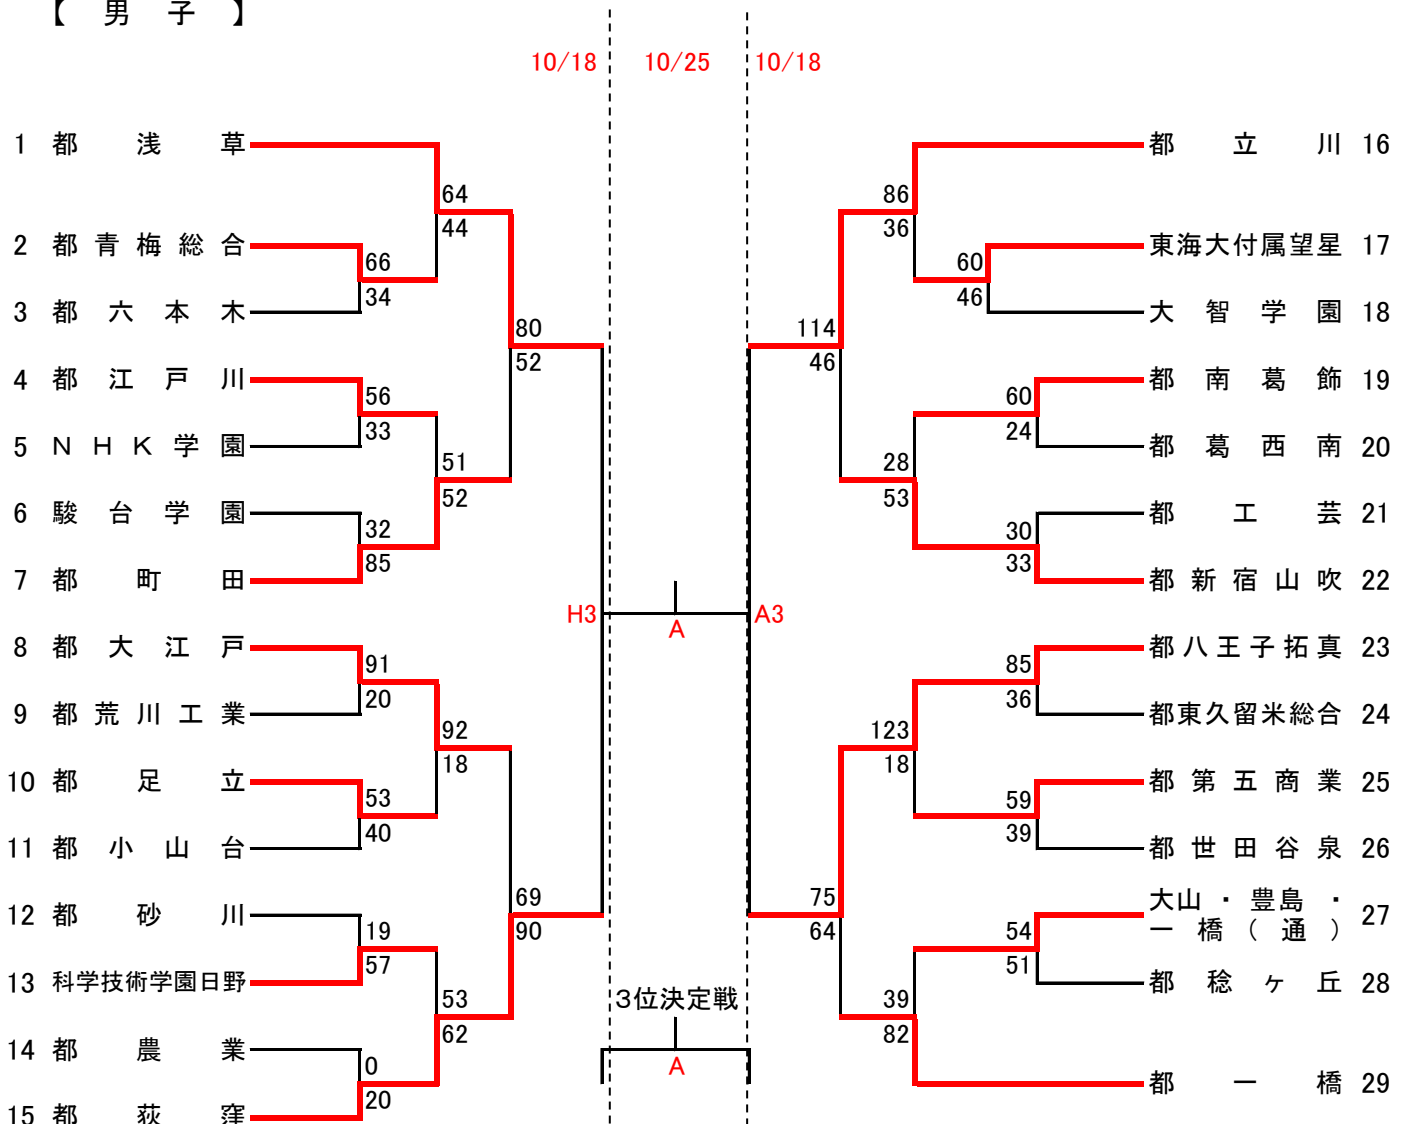 【 男 子 】
10/18 10/25 10/18
1 都 浅 草
64
44
2 都 青 梅 総 合
66
34
3 都 六 本 木
80
52
4 都 江 戸 川
56
33
5 N H K 学 園
51
52
6 駿 台 学 園
32
85
7 都 町 田
H3
8 都 大 江 戸
91
20
9 都 荒 川 工 業
92
18
10 都 足 立
53
40
11 都 小 山 台
69
90
12 都 砂 川
19
57
13 科学技術学園日野
53
62
14 都 農 業
0
20
15 都 荻 窪
A
3位決定戦
A
都 立 川 16
86
36
東海大付属望星 17
60
46
大 智 学 園 18
114
46
都 南 葛 飾 19
60
24
都 葛 西 南 20
28
53
都 工 芸 21
30
33
都 新 宿 山 吹 22
A3
都 八 王 子 拓 真 23
85
36
都東久留米総合 24
123
18
都 第 五 商 業 25
59
39
都 世 田 谷 泉 26
75
64
大山 ・ 豊島 ・
一 橋 ( 通 ) 27
54
51
都 稔 ヶ 丘 28
39
82
都 一 橋 29